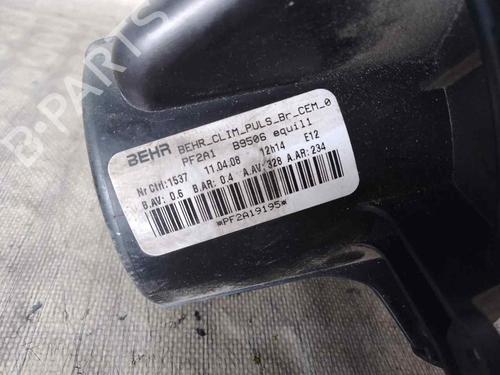 BEHR BEHR_CLIM_PULS_Br_CEM_0
PF2A1 B9506 equil1
Nr Ctrl:1537 11.04.08 12h14 E12
B.AV: 0.6 B.AR: 0.4 A.AV:328 A.AR:234
*PF2A19195*
B-PARTS